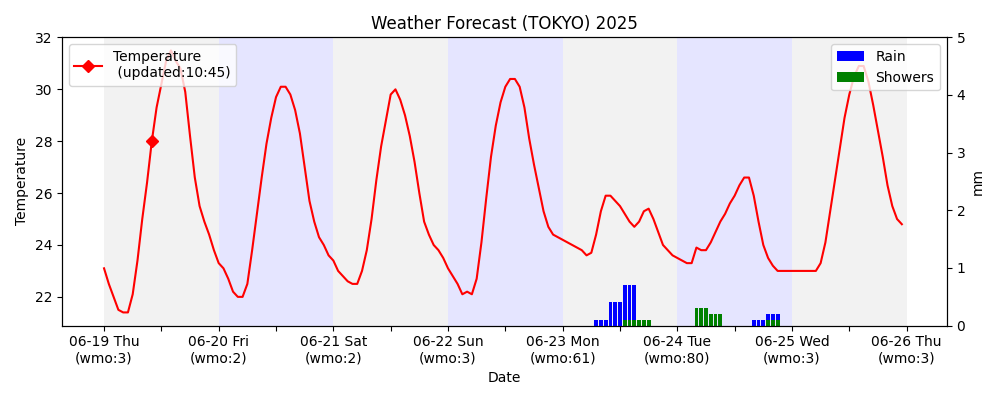 Weather Forecast (TOKYO) 2025
Temperature
(updated:10:45)
Rain
Showers
32
30
28
26
24
22
Temperature
5
4
3
2
1
0
mm
06-19 Thu
(wmo:3)
06-20 Fri
(wmo:2)
06-21 Sat
(wmo:2)
06-22 Sun
(wmo:3)
06-23 Mon
(wmo:61)
06-24 Tue
(wmo:80)
06-25 Wed
(wmo:3)
06-26 Thu
(wmo:3)
Date